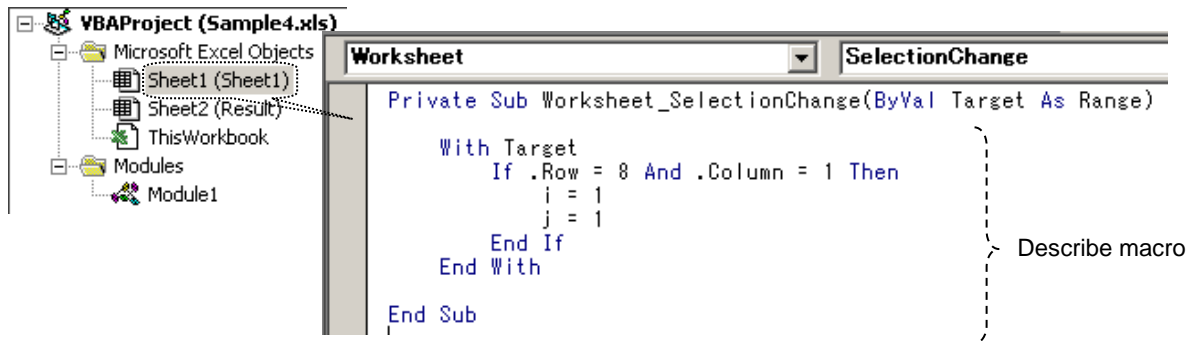 VBAProject (Sample4.xls)
Microsoft Excel Objects
Sheet1 (Sheet1)
Sheet2 (Result)
ThisWorkbook
Modules
Module1
Worksheet
SelectionChange
Private Sub Worksheet_SelectionChange(ByVal Target As Range)
With Target
If .Row = 8 And .Column = 1 Then
i = 1
j = 1
End If
End With
End Sub
Describe macro